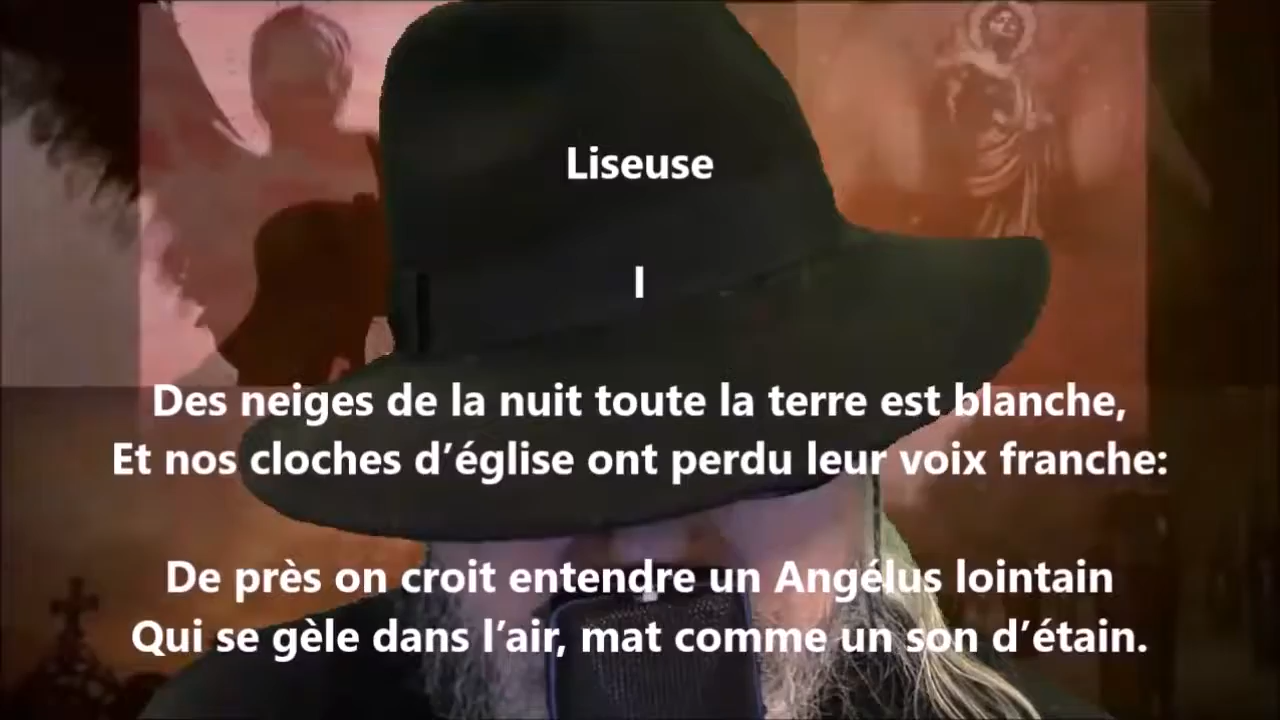 Liseuse
I
Des neiges de la nuit toute la terre est blanche,
Et nos cloches d’église ont perdu leur voix franche:
De près on croit entendre un Angélus lointain
Qui se gèle dans l’air, mat comme un son d’étain.